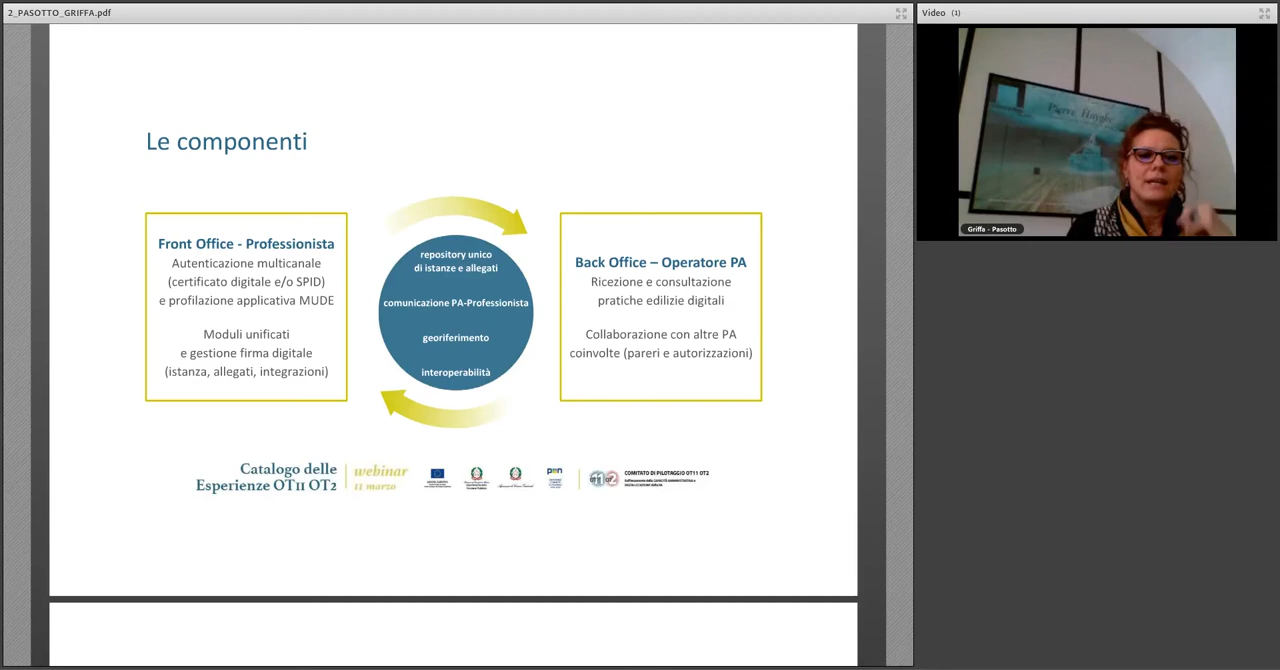 2_PASOTTO_GRIFFA.pdf
Video (1)
Le componenti
Front Office - Professionista
Autenticazione multicanale
(certificato digitale e/o SPID)
e profilazione applicativa MUDE
Moduli unificati
e gestione firma digitale
(istanza, allegati, integrazioni)
repository unico
di istanze e allegati
comunicazione PA-Professionista
georiferimento
interoperabilità
Back Office – Operatore PA
Ricezione e consultazione
pratiche edilizie digitali
Collaborazione con altre PA
coinvolte (pareri e autorizzazioni)
Catalogo delle
Esperienze OT11 OT2
webinar
11 marzo
pon
COMITATO DI PILOTAGGIO OT11 OT2
Pierre Huyghe
Griffa - Pasotto